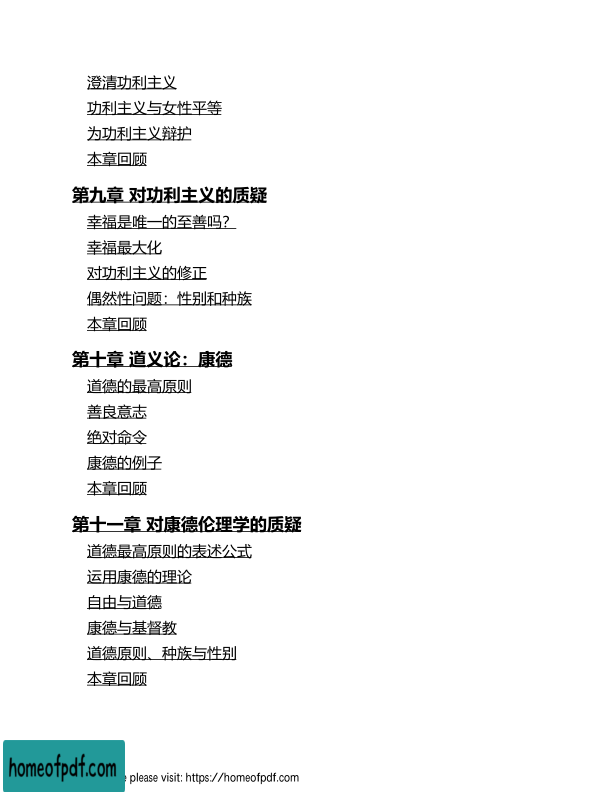 澄清功利主义
功利主义与女性平等
为功利主义辩护
本章回顾
第九章 对功利主义的质疑
幸福是唯一的至善吗？
幸福最大化
对功利主义的修正
偶然性问题：性别和种族
本章回顾
第十章 道义论：康德
道德的最高原则
善良意志
绝对命令
康德的例子
本章回顾
第十一章 对康德伦理学的质疑
道德最高原则的表述公式
运用康德的理论
自由与道德
康德与基督教
道德原则、种族与性别
本章回顾
homeofpdf.com
please visit: https://homeofpdf.com